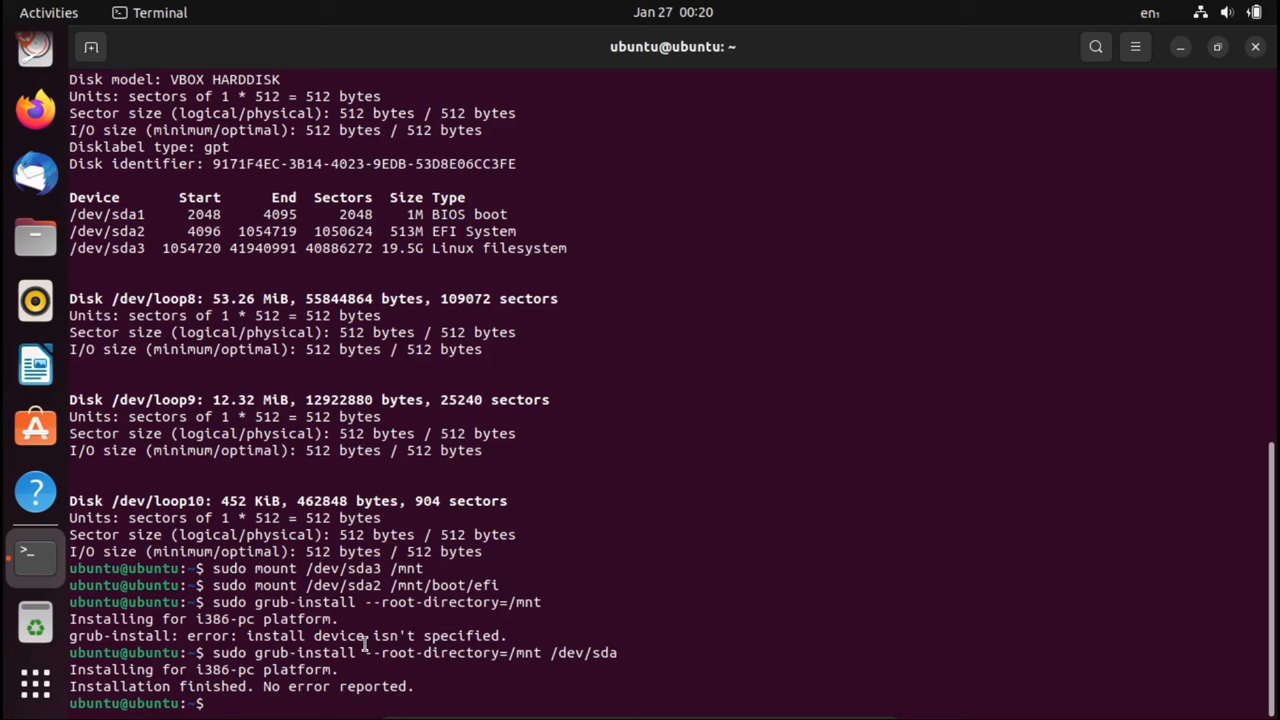 Activities Terminal Jan 27 00:20 en₁
ubuntu@ubuntu: ~
Disk model: VBOX HARDDISK
Units: sectors of 1 * 512 = 512 bytes
Sector size (logical/physical): 512 bytes / 512 bytes
I/O size (minimum/optimal): 512 bytes / 512 bytes
Disklabel type: gpt
Disk identifier: 9171F4EC-3B14-4023-9EDB-53D8E06CC3FE
Device Start End Sectors Size Type
/dev/sda1 2048 4095 2048 1M BIOS boot
/dev/sda2 4096 1054719 1050624 513M EFI System
/dev/sda3 1054720 41940991 40886272 19.5G Linux filesystem
Disk /dev/loop8: 53.26 MiB, 55844864 bytes, 109072 sectors
Units: sectors of 1 * 512 = 512 bytes
Sector size (logical/physical): 512 bytes / 512 bytes
I/O size (minimum/optimal): 512 bytes / 512 bytes
Disk /dev/loop9: 12.32 MiB, 12922880 bytes, 25240 sectors
Units: sectors of 1 * 512 = 512 bytes
Sector size (logical/physical): 512 bytes / 512 bytes
I/O size (minimum/optimal): 512 bytes / 512 bytes
Disk /dev/loop10: 452 KiB, 462848 bytes, 904 sectors
Units: sectors of 1 * 512 = 512 bytes
Sector size (logical/physical): 512 bytes / 512 bytes
I/O size (minimum/optimal): 512 bytes / 512 bytes
ubuntu@ubuntu:~$ sudo mount /dev/sda3 /mnt
ubuntu@ubuntu:~$ sudo mount /dev/sda2 /mnt/boot/efi
ubuntu@ubuntu:~$ sudo grub-install --root-directory=/mnt
Installing for i386-pc platform.
grub-install: error: install device isn't specified.
ubuntu@ubuntu:~$ sudo grub-install --root-directory=/mnt /dev/sda
Installing for i386-pc platform.
Installation finished. No error reported.
ubuntu@ubuntu:~$